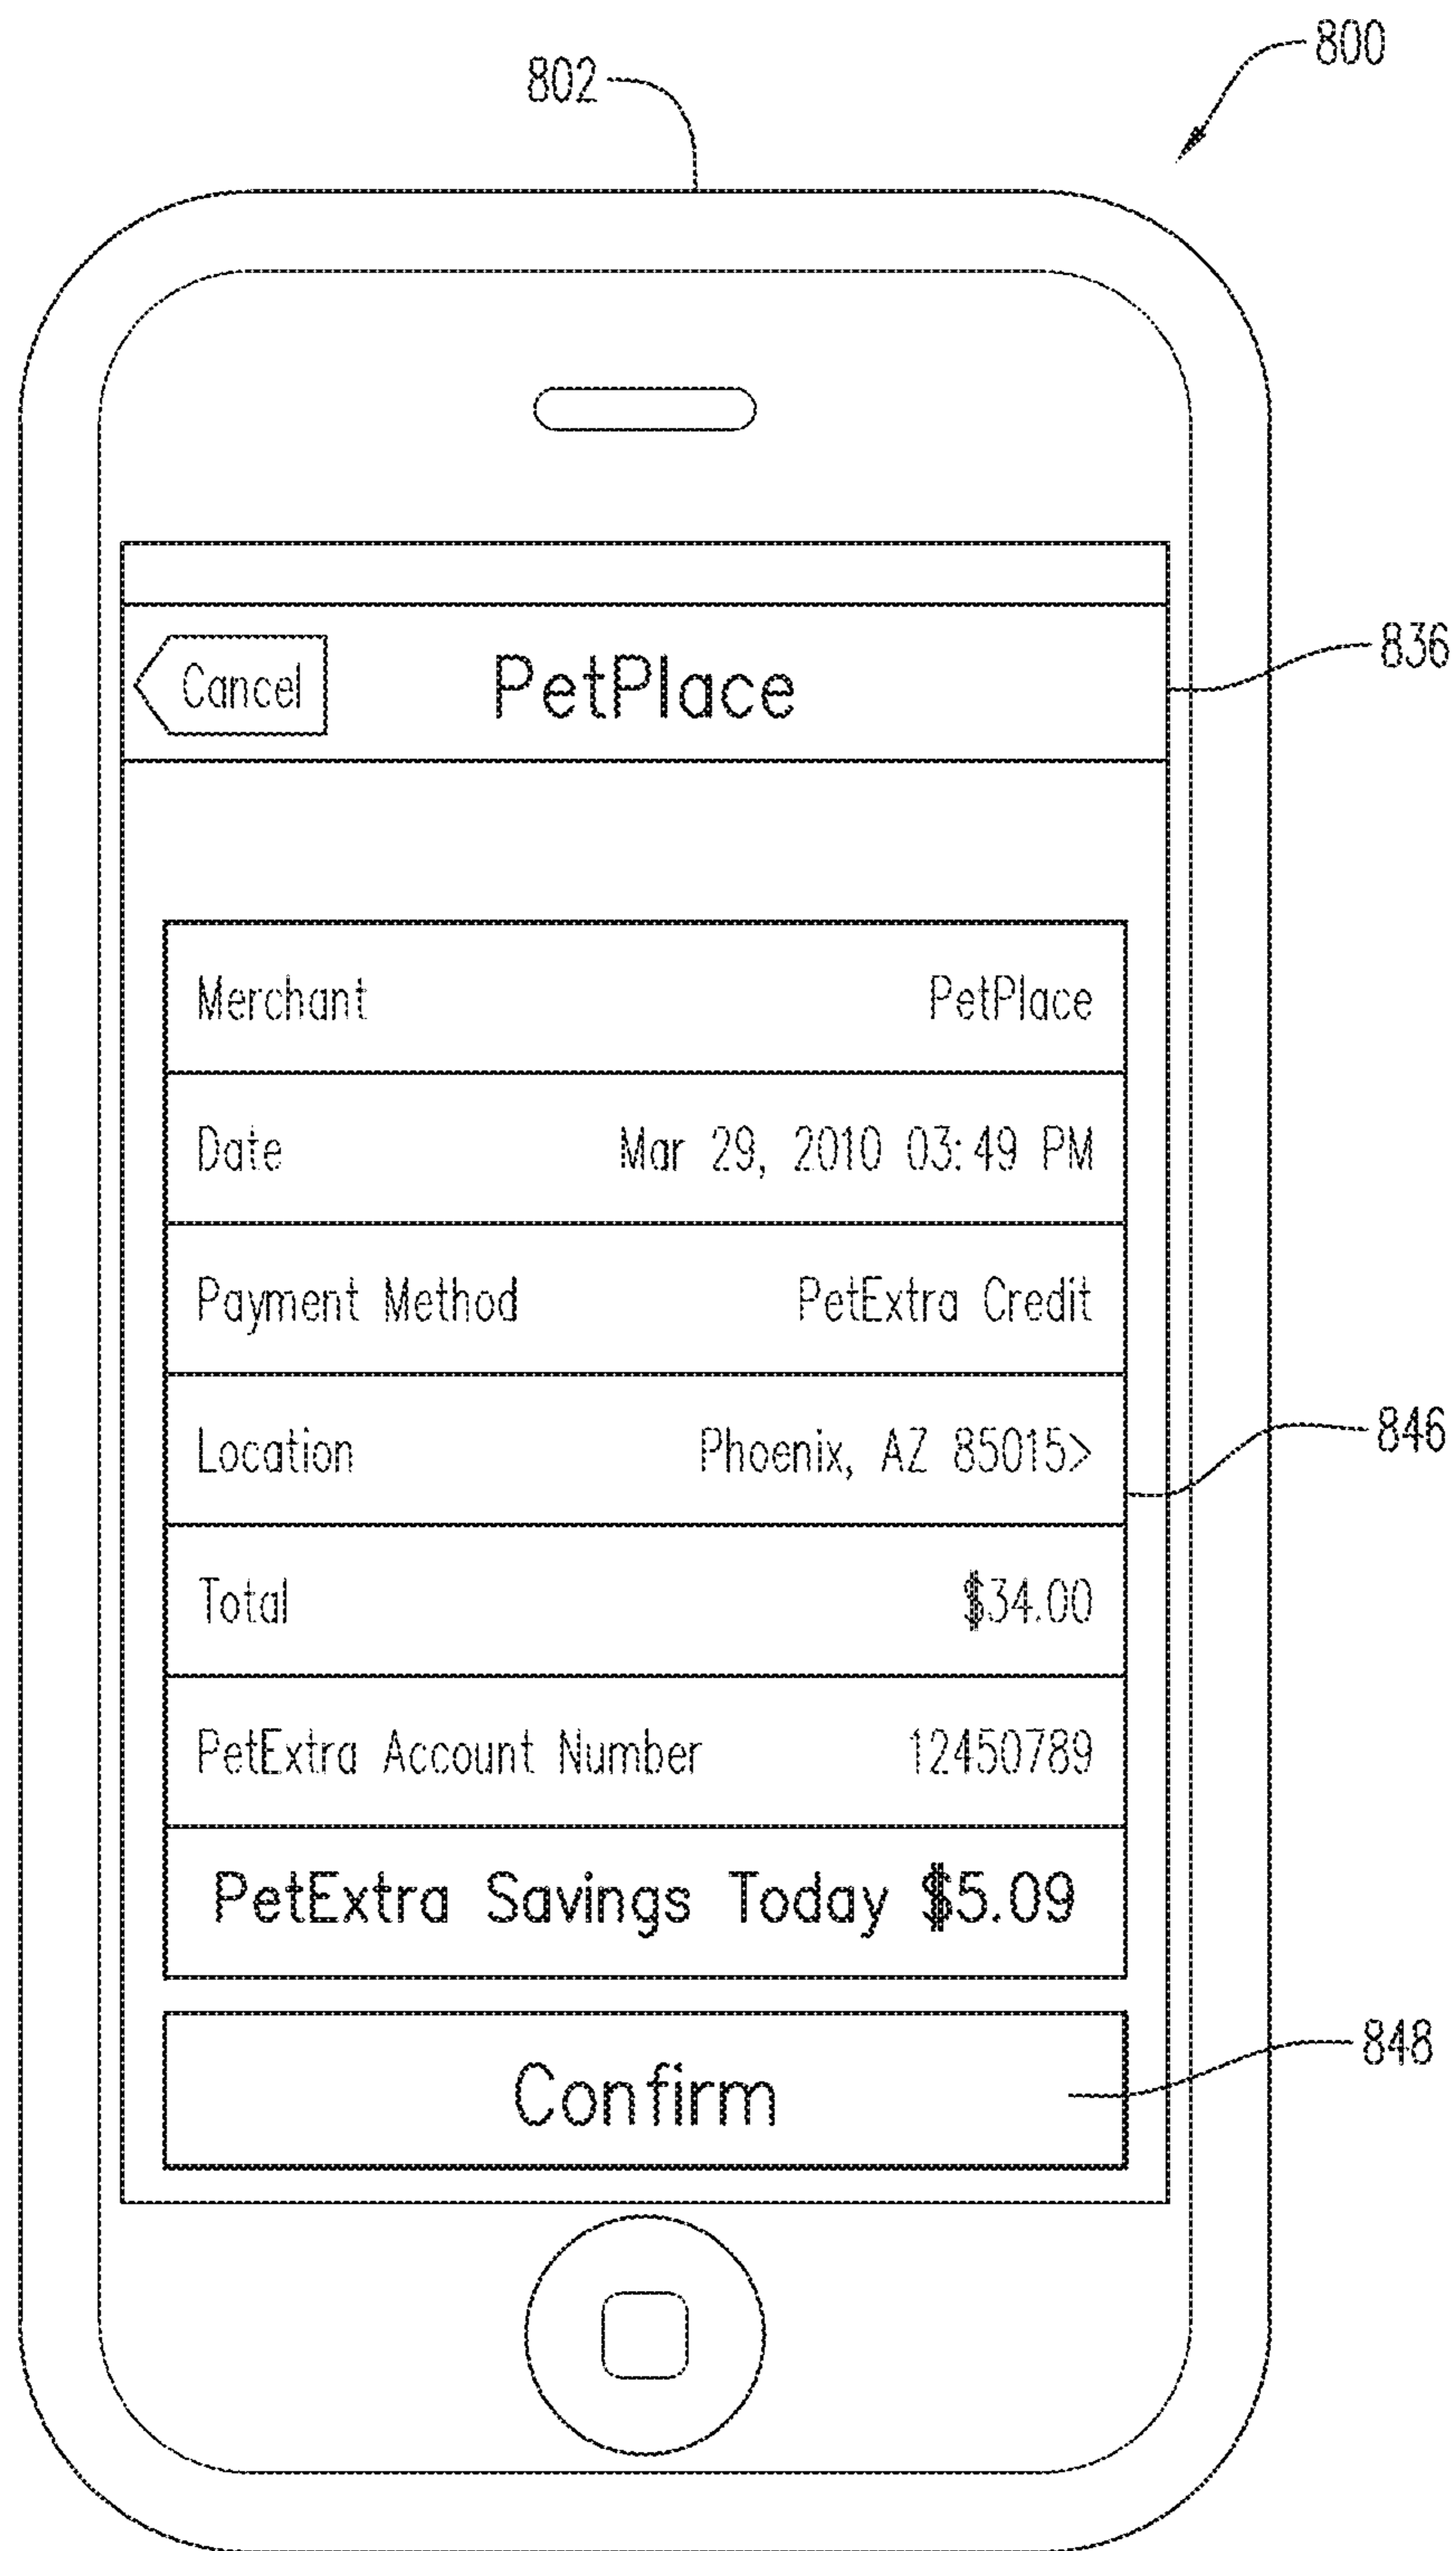 800
802
836
Cancel PetPlace
Merchant PetPlace
Date Mar 29, 2010 03:49 PM
Payment Method PetExtra Credit
Location Phoenix, AZ 85015>
846
Total $34.00
PetExtra Account Number 12450789
PetExtra Savings Today $5.09
848
Confirm